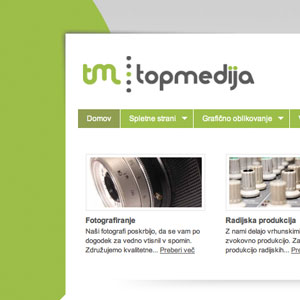 tm topmedija
Domov Spletne strani Grafično oblikovanje
Fotografiranje
Naši fotografi poskrbijo, da se vam po
dogodek za vedno vtisnil v spomin.
Združujemo kvalitetne... Preberi več
Radijska produkcija
Z nami delajo vrhunskimi
zvokovno produkcijo. Za
produkcijo radijskih... Pre